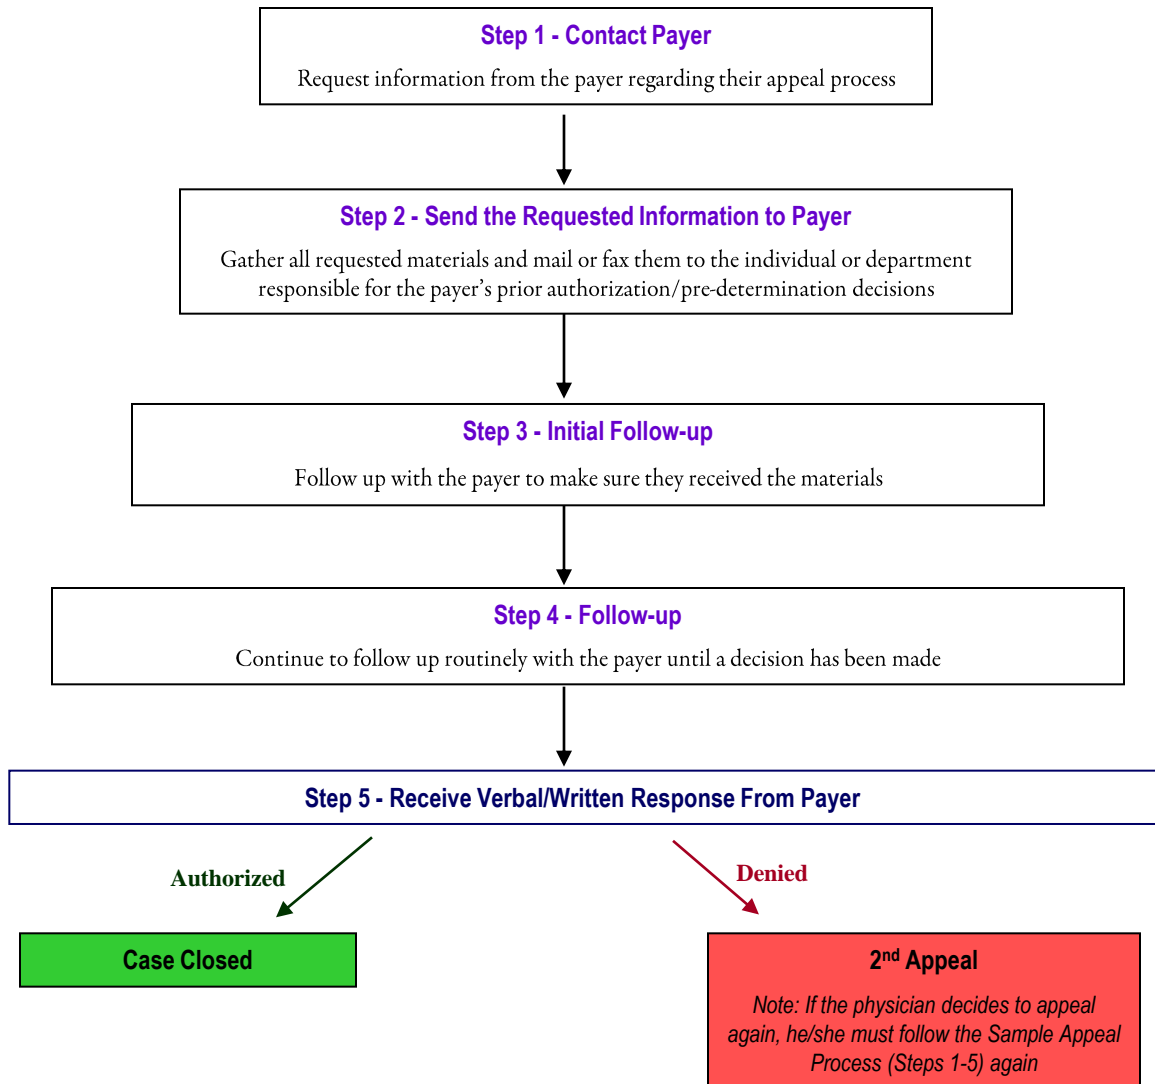 Step 1 - Contact Payer
Request information from the payer regarding their appeal process
Step 2 - Send the Requested Information to Payer
Gather all requested materials and mail or fax them to the individual or department
responsible for the payer’s prior authorization/pre-determination decisions
Step 3 - Initial Follow-up
Follow up with the payer to make sure they received the materials
Step 4 - Follow-up
Continue to follow up routinely with the payer until a decision has been made
Step 5 - Receive Verbal/Written Response From Payer
Authorized
Denied
Case Closed
2nd Appeal
Note: If the physician decides to appeal
again, he/she must follow the Sample Appeal
Process (Steps 1-5) again